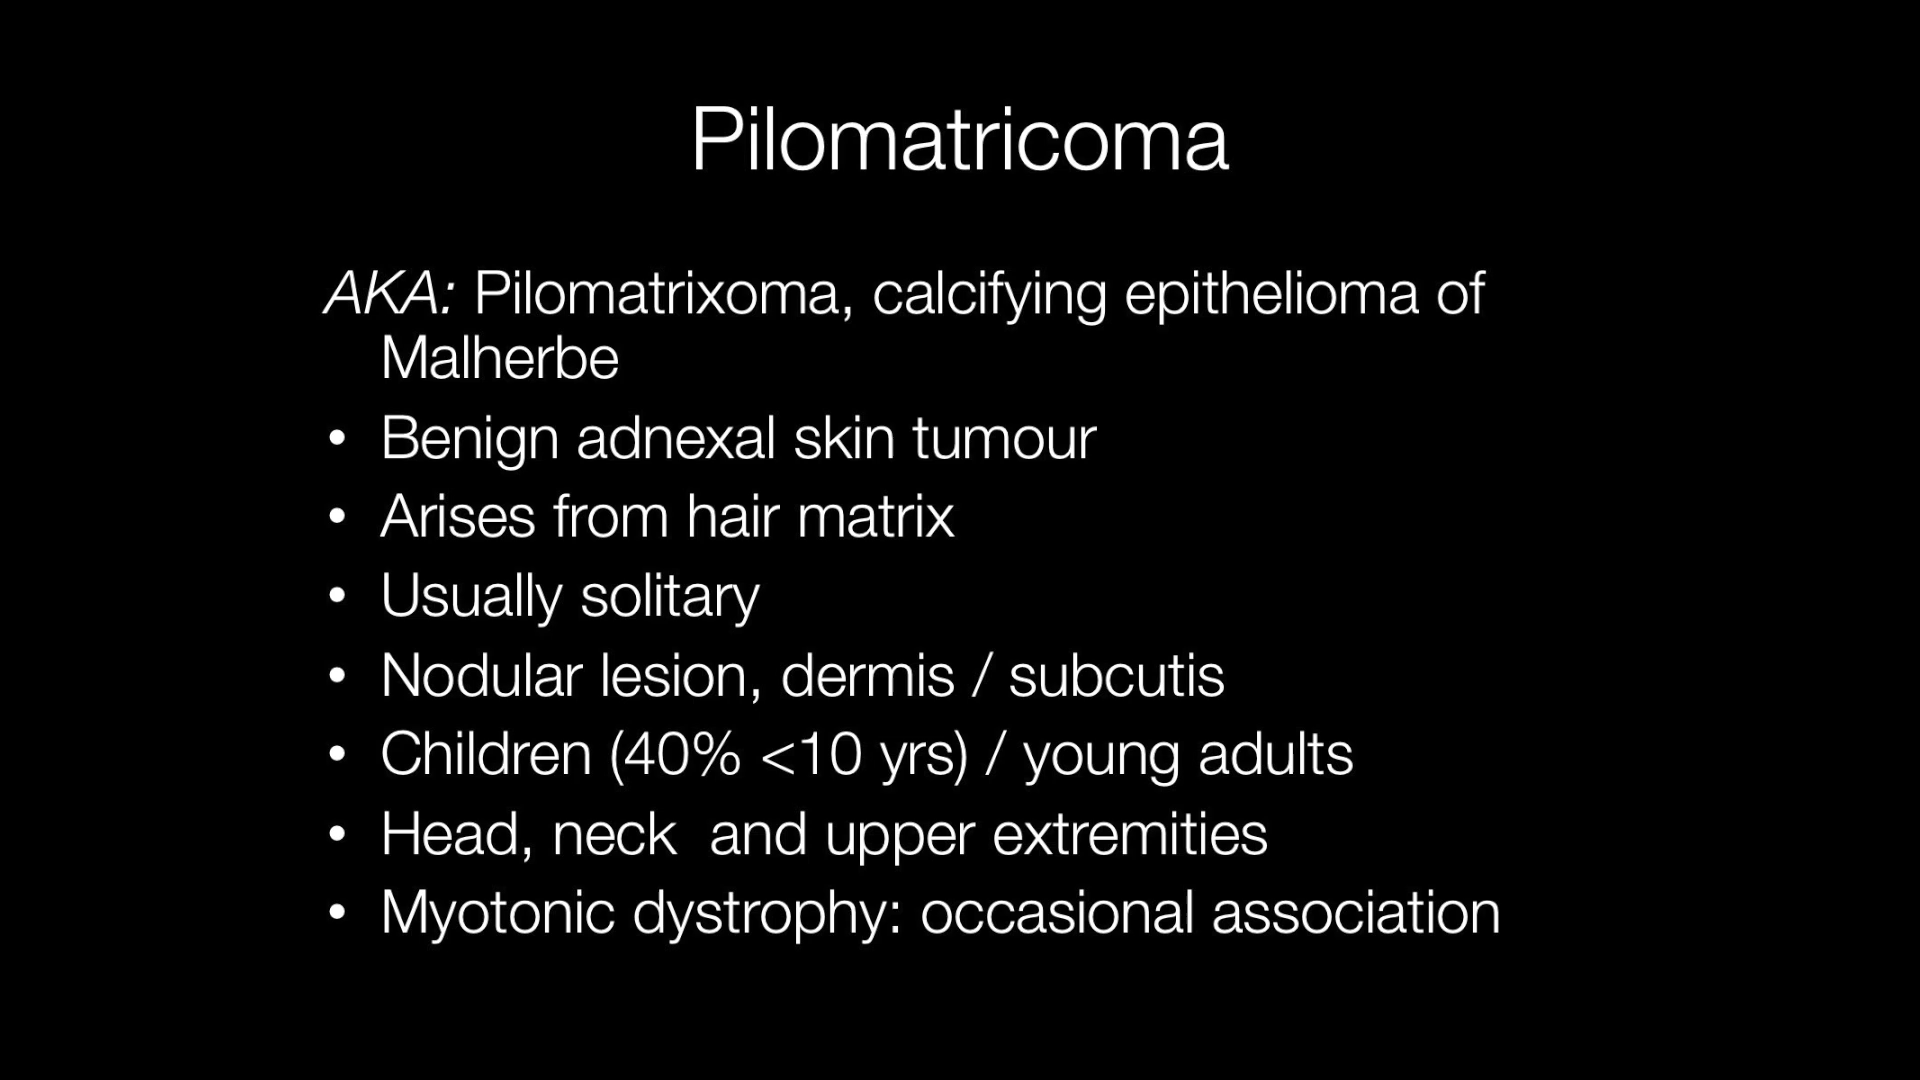 Pilomatricoma
AKA: Pilomatrixoma, calcifying epithelioma of
Malherbe
• Benign adnexal skin tumour
• Arises from hair matrix
• Usually solitary
• Nodular lesion, dermis / subcutis
• Children (40% <10 yrs) / young adults
• Head, neck  and upper extremities
• Myotonic dystrophy: occasional association